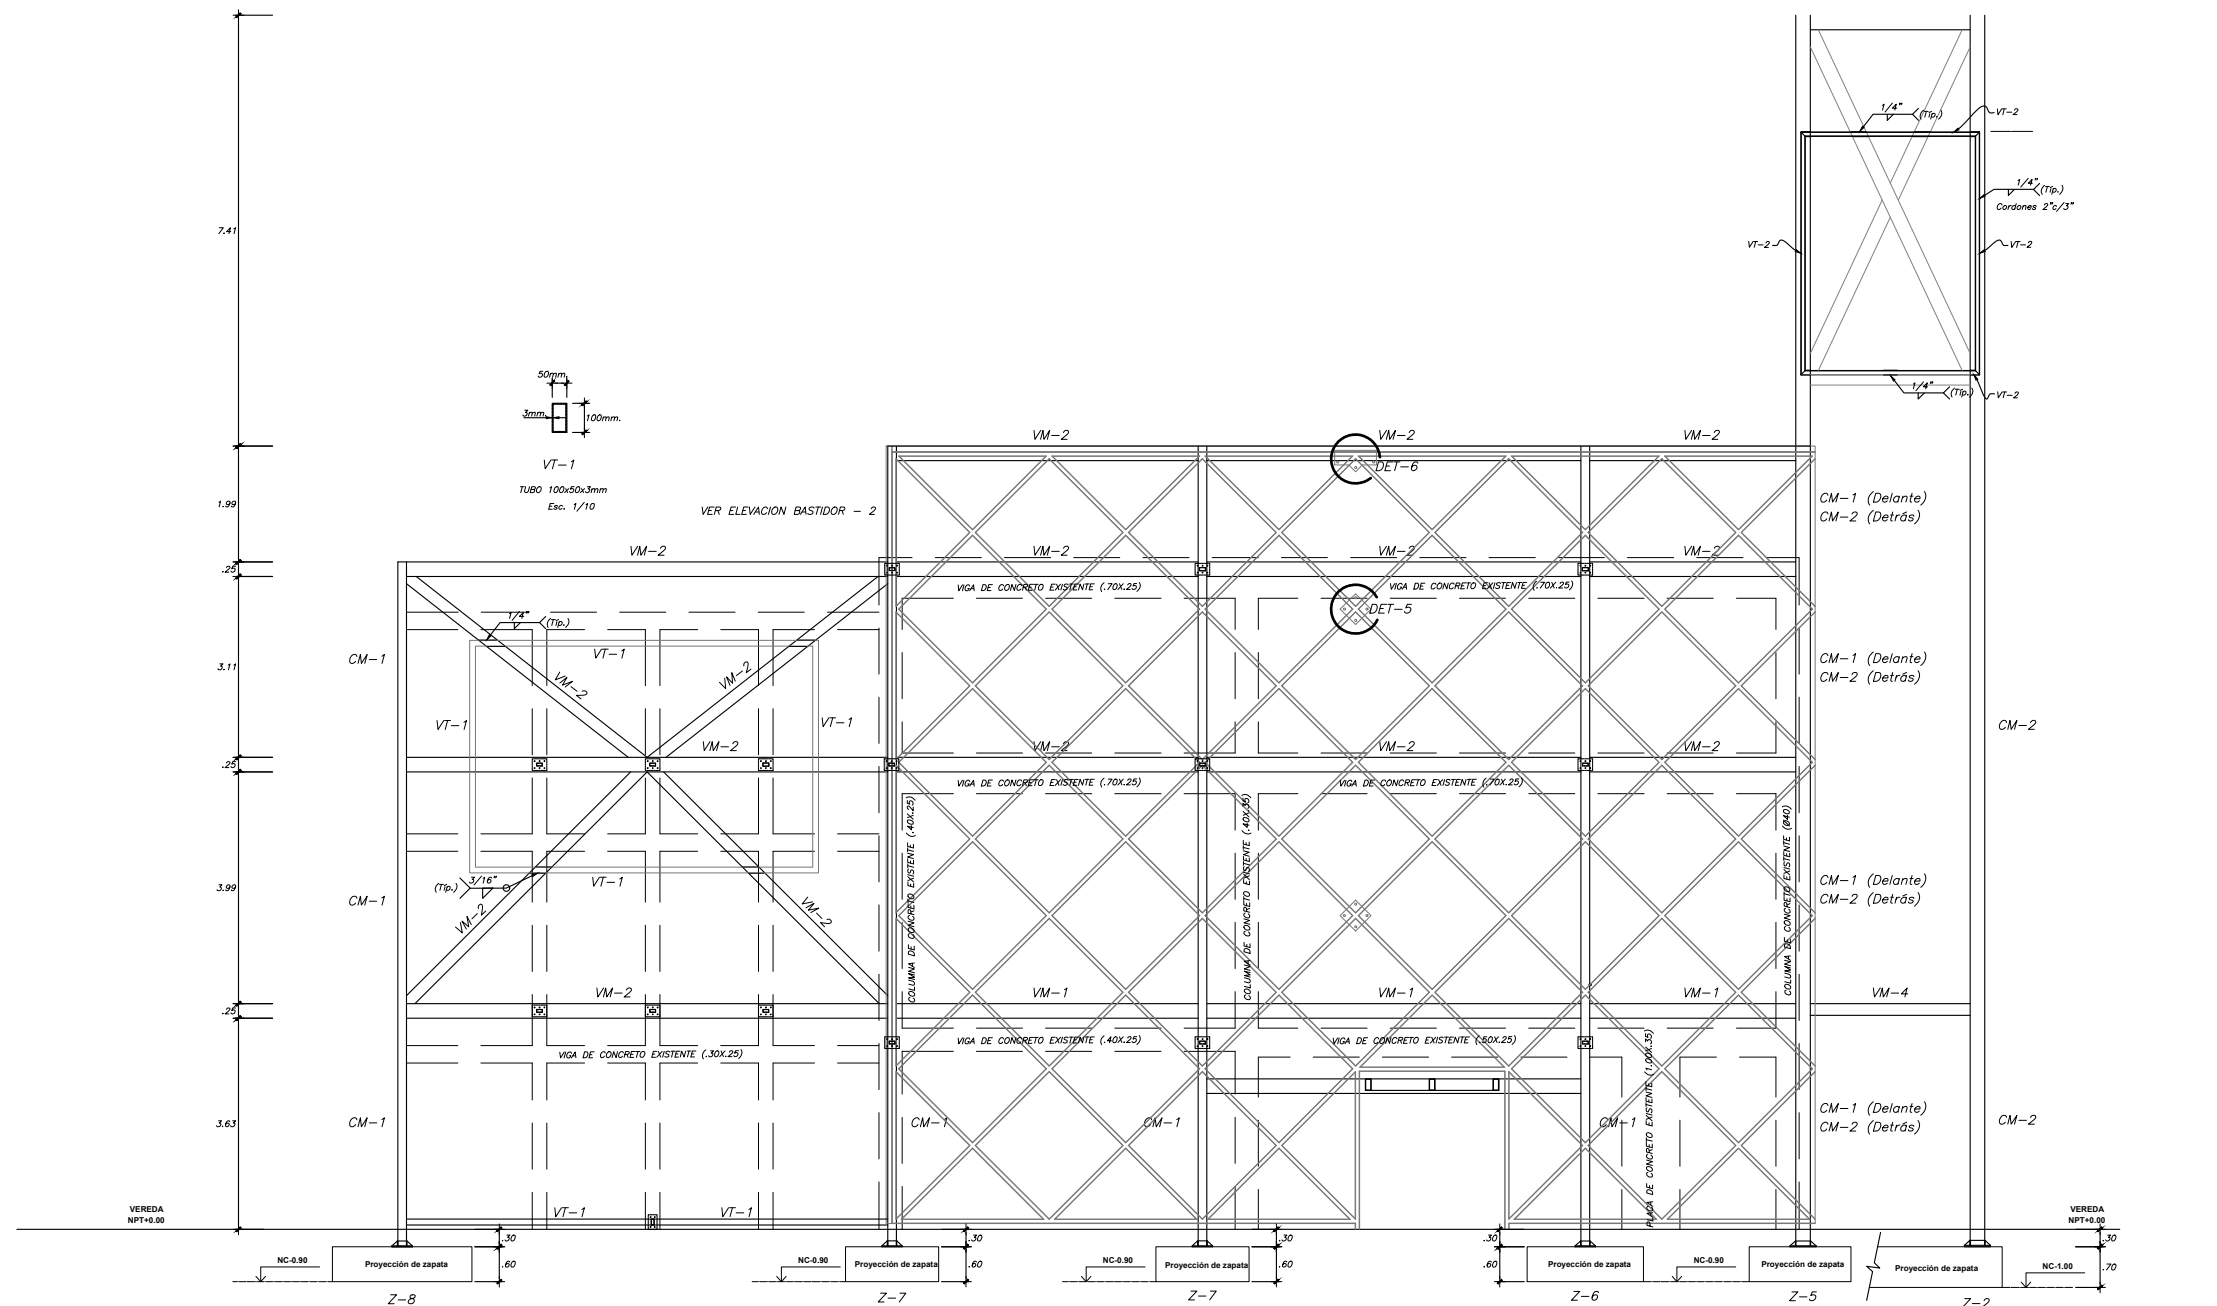 1/4" (Típ.)
VT-2
1/4" (Típ.)
Cordones 2"c/3"
7.41
VT-2
VT-2
50mm.
3mm.
100mm.
1/4" (Típ.)
VT-2
VM-2
VM-2
VM-2
VT-1
DET-6
TUBO 100x50x3mm
Esc. 1/10
1.99
VER ELEVACION BASTIDOR - 2
CM-1 (Delante)
CM-2 (Detrás)
VM-2
VM-2
VM-2
VM-2
.25
VIGA DE CONCRETO EXISTENTE (.70X.25)
VIGA DE CONCRETO EXISTENTE (.70X.25)
DET-5
1/4" (Típ.)
VT-1
CM-1
3.11
VM-2
VM-2
CM-1 (Delante)
CM-2 (Detrás)
VT-1
VT-1
CM-2
VM-2
VM-2
VM-2
VM-2
.25
VIGA DE CONCRETO EXISTENTE (.70X.25)
VIGA DE CONCRETO EXISTENTE (.70X.25)
COLUMNA DE CONCRETO EXISTENTE (.40X.25)
COLUMNA DE CONCRETO EXISTENTE (.40X.35)
COLUMNA DE CONCRETO EXISTENTE (Ø40)
3.99
(Típ.) 3/16"
VT-1
CM-1
VM-2
VM-2
CM-1 (Delante)
CM-2 (Detrás)
VM-2
VM-1
VM-1
VM-1
VM-4
.25
VIGA DE CONCRETO EXISTENTE (.30X.25)
VIGA DE CONCRETO EXISTENTE (.40X.25)
VIGA DE CONCRETO EXISTENTE (.50X.25)
PLACA DE CONCRETO EXISTENTE (1.00X.35)
3.63
CM-1
CM-1
CM-1
CM-1
CM-1 (Delante)
CM-2 (Detrás)
CM-2
VT-1
VT-1
VEREDA
NPT+0.00
VEREDA
NPT+0.00
.30
.30
.30
.30
.30
NC-0.90
Proyección de zapata
.60
NC-0.90
Proyección de zapata
.60
NC-0.90
Proyección de zapata
.60
.60
Proyección de zapata
NC-0.90
Proyección de zapata
Proyección de zapata
NC-1.00
.70
Z-8
Z-7
Z-7
Z-6
Z-5
Z-2